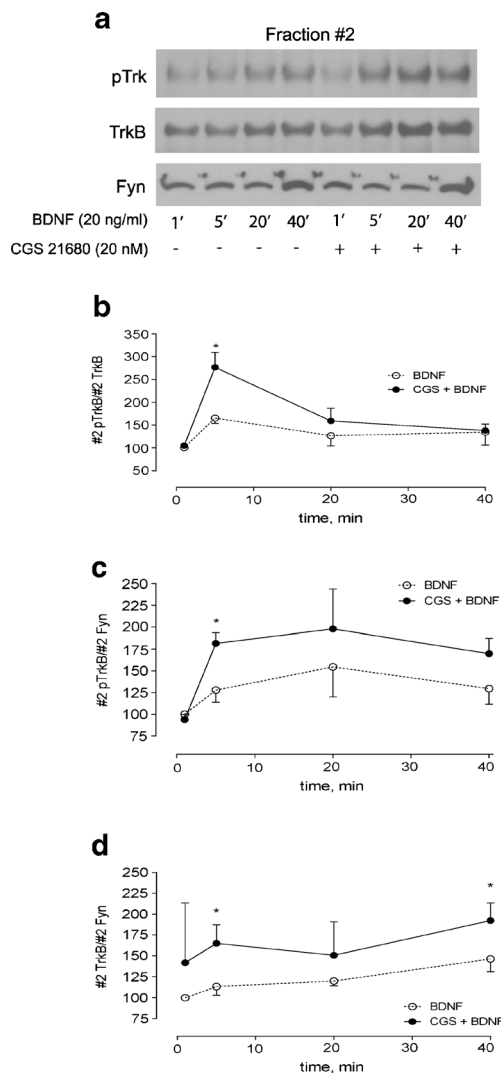 a
Fraction #2
pTrk
TrkB
Fyn
BDNF (20 ng/ml) 1′ 5′ 20′ 40′ 1′ 5′ 20′ 40′
CGS 21680 (20 nM) - - - - + + + +
b
#2 pTrkB/#2 TrkB
350
300
250
200
150
100
50
*
BDNF
CGS + BDNF
0 10 20 30 40
time, min
c
#2 pTrkB/#2 Fyn
250
225
200
175
150
125
100
75
*
BDNF
CGS + BDNF
0 10 20 30 40
time, min
d
#2 TrkB/#2 Fyn
250
225
200
175
150
125
100
75
* *
BDNF
CGS + BDNF
0 10 20 30 40
time, min